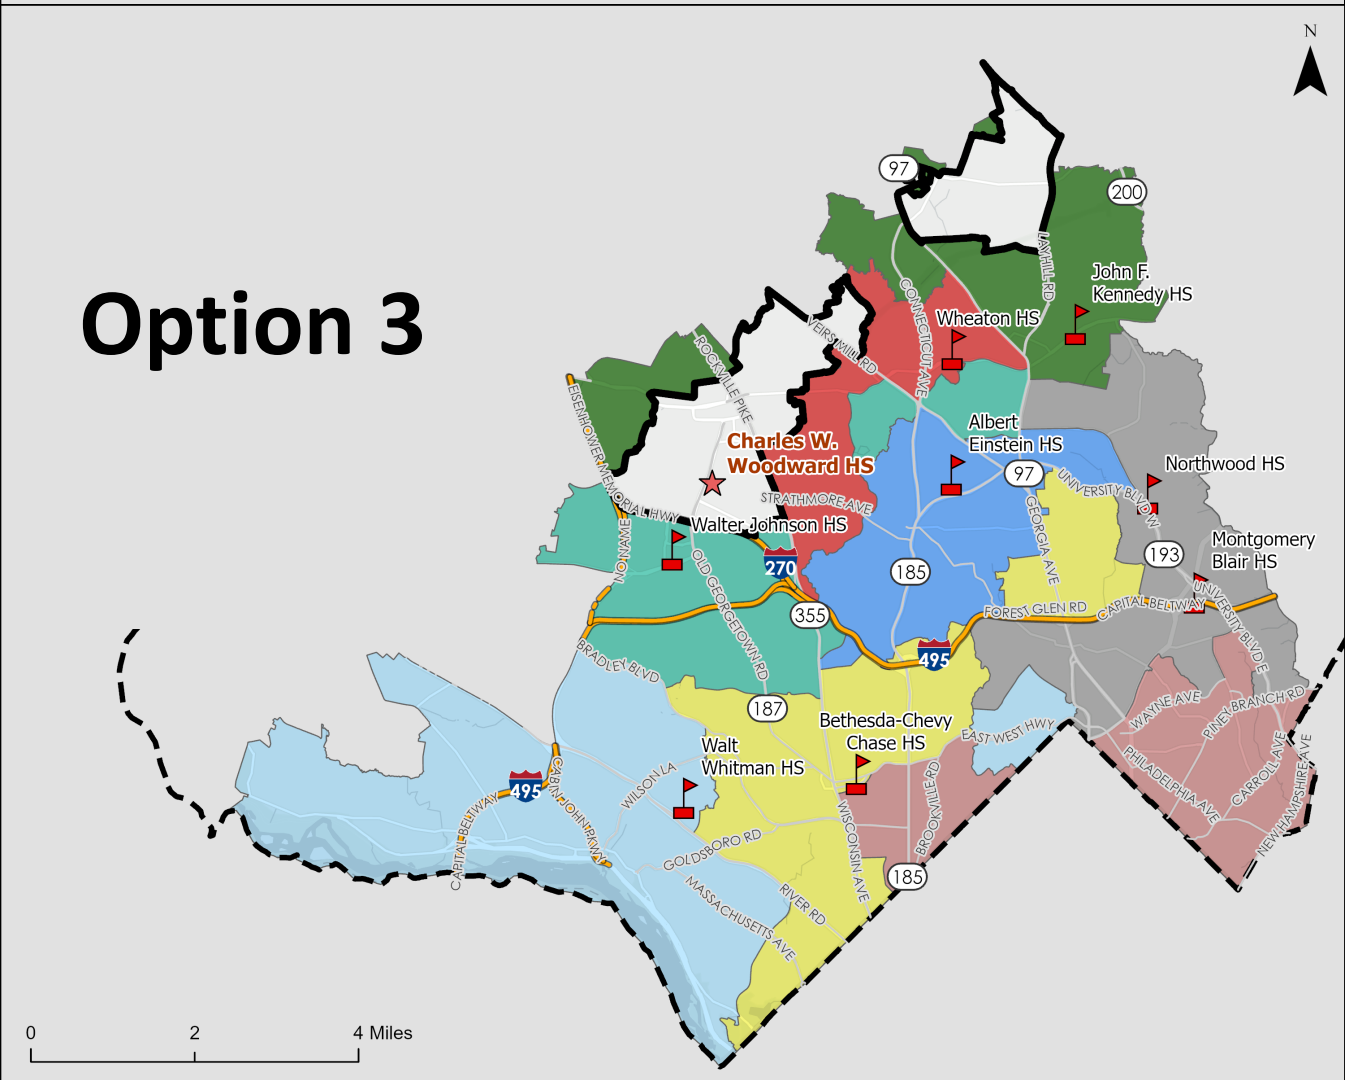 N
97
200
LAYHILL RD
John F.
Kennedy HS
Option 3
CONNECTICUT AVE
Wheaton HS
VEIRS MILL RD
ROCKVILLE PIKE
EISENHOWER MEMORIAL HWY
Charles W.
Woodward HS
Albert
Einstein HS
97
Northwood HS
UNIVERSITY BLVD W
STRATHMORE AVE
GEORGIA AVE
Walter Johnson HS
NO NAME
OLD GEORGETOWN RD
270
185
193
Montgomery
Blair HS
UNIVERSITY BLVD E
355
FOREST GLEN RD
CAPITAL BELTWAY
495
BRADLEY BLVD
187
Bethesda-Chevy
Chase HS
EAST WEST HWY
WAYNE AVE
PINEY BRANCH RD
Walt
Whitman HS
495
CAPITAL BELTWAY
CABIN JOHN PKWY
WILSON LA
WISCONSIN AVE
BROOKVILLE RD
PHILADELPHIA AVE
CARROLL AVE
NEW HAMPSHIRE AVE
GOLDSBORO RD
185
MASSACHUSETTS AVE
RIVER RD
0 2 4 Miles